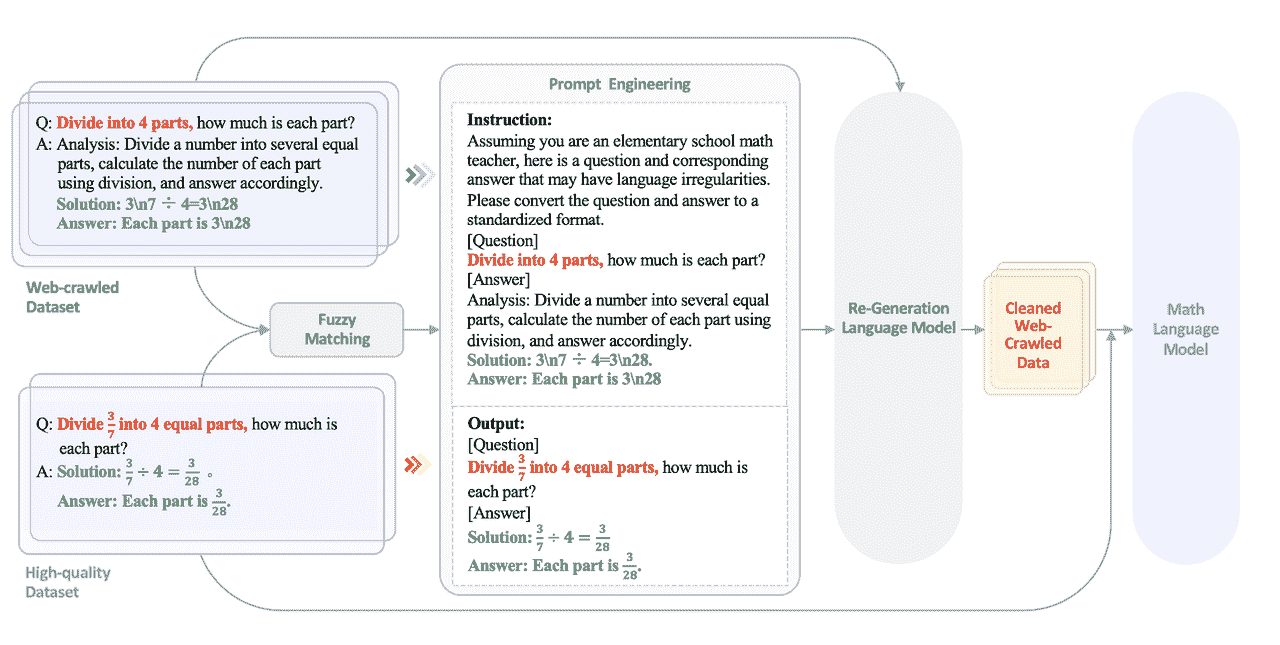 Q: Divide into 4 parts, how much is each part?
A: Analysis: Divide a number into several equal
parts, calculate the number of each part
using division, and answer accordingly.
Solution: 3\n7 ÷ 4=3\n28
Answer: Each part is 3\n28
Web-crawled
Dataset
Fuzzy
Matching
Q: Divide 3/7 into 4 equal parts, how much is
each part?
A: Solution: 3/7 ÷ 4 = 3/28 。
Answer: Each part is 3/28.
High-quality
Dataset
Prompt Engineering
Instruction:
Assuming you are an elementary school math
teacher, here is a question and corresponding
answer that may have language irregularities.
Please convert the question and answer to a
standardized format.
[Question]
Divide into 4 parts, how much is each part?
[Answer]
Analysis: Divide a number into several equal
parts, calculate the number of each part using
division, and answer accordingly.
Solution: 3\n7 ÷ 4=3\n28.
Answer: Each part is 3\n28
Output:
[Question]
Divide 3/7 into 4 equal parts, how much is
each part?
[Answer]
Solution: 3/7 ÷ 4 = 3/28
Answer: Each part is 3/28.
Re-Generation
Language Model
Cleaned
Web-
Crawled
Data
Math
Language
Model